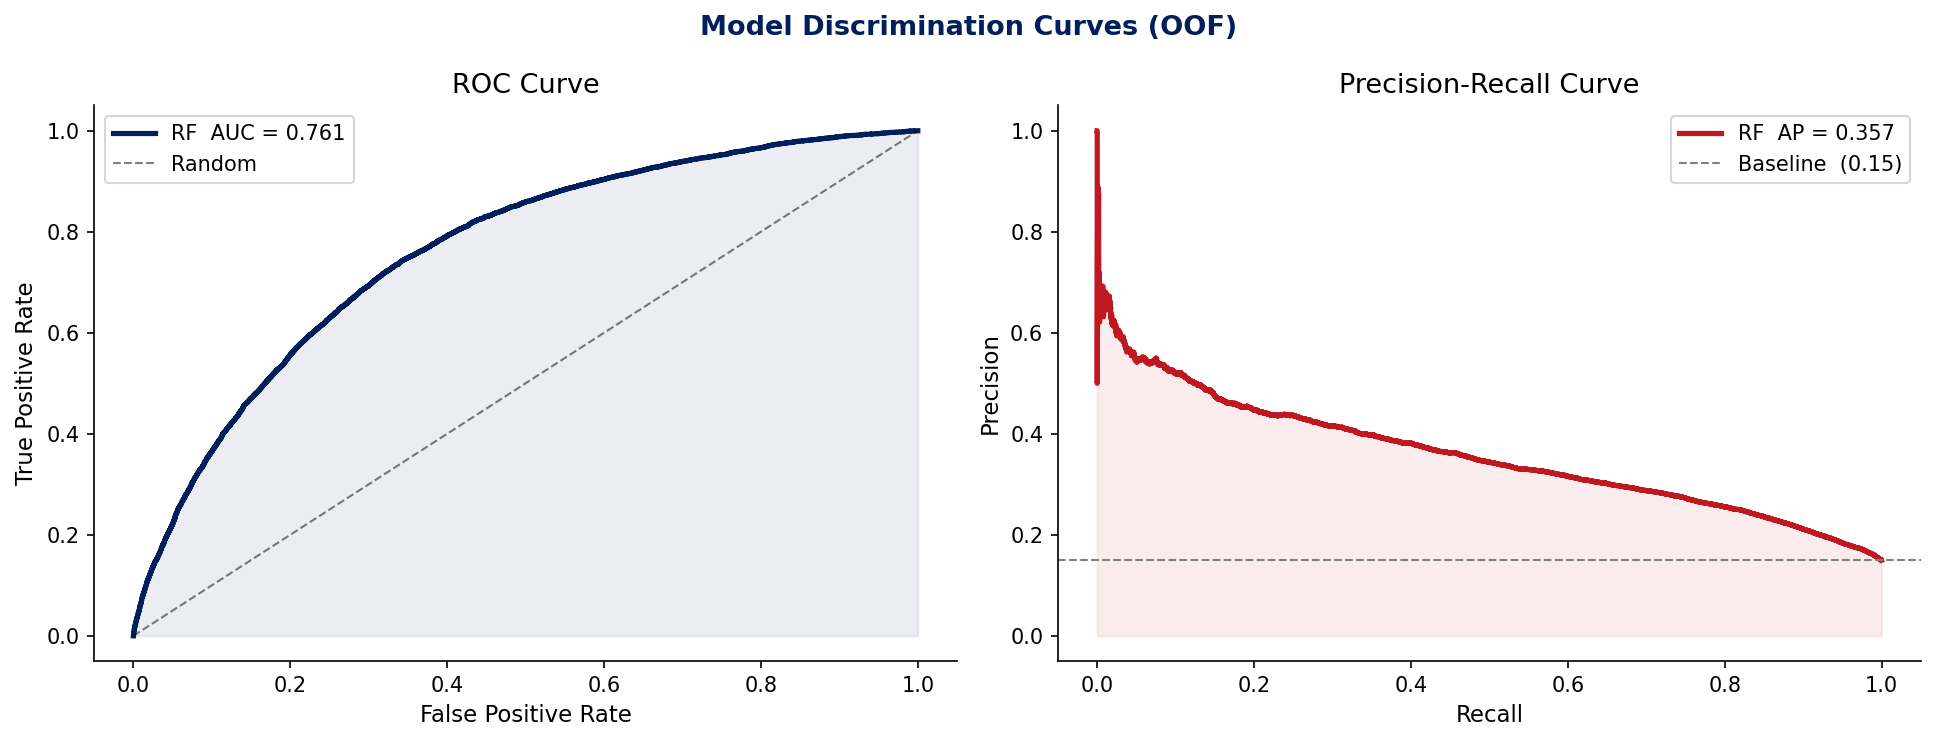 Model Discrimination Curves (OOF)
ROC Curve
RF  AUC = 0.761
Random
True Positive Rate
1.0
0.8
0.6
0.4
0.2
0.0
0.0 0.2 0.4 0.6 0.8 1.0
False Positive Rate
Precision-Recall Curve
RF  AP = 0.357
Baseline  (0.15)
Precision
1.0
0.8
0.6
0.4
0.2
0.0
0.0 0.2 0.4 0.6 0.8 1.0
Recall